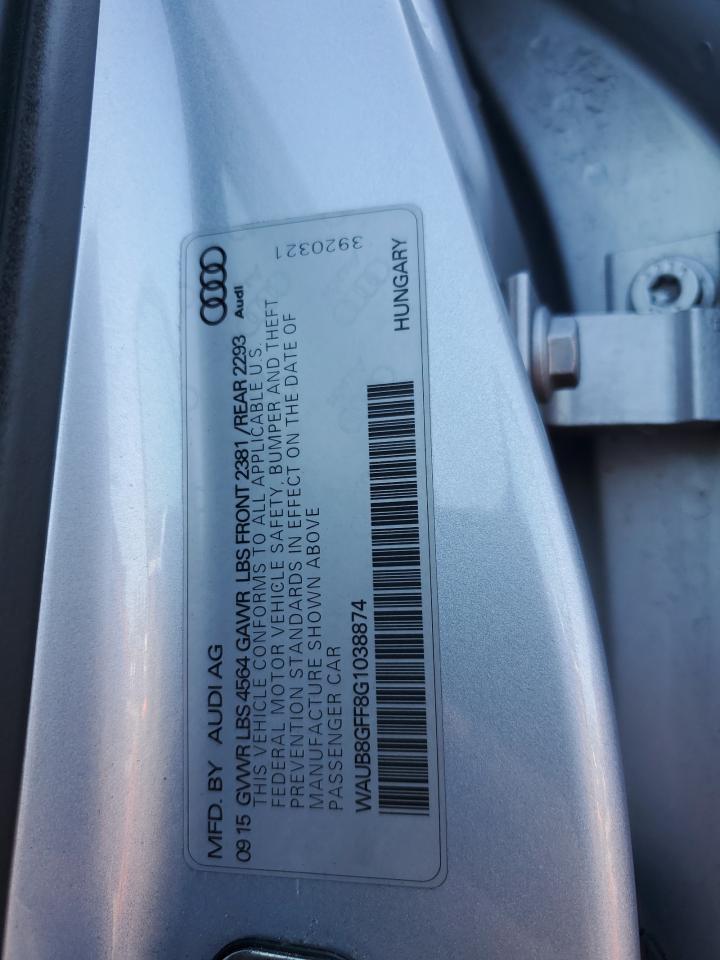 MFD. BY AUDI AG
Audi
09 15 GVWR LBS 4564 GAWR LBS FRONT 2381 /REAR 2293
THIS VEHICLE CONFORMS TO ALL APPLICABLE U.S.
FEDERAL MOTOR VEHICLE SAFETY, BUMPER AND THEFT
PREVENTION STANDARDS IN EFFECT ON THE DATE OF
MANUFACTURE SHOWN ABOVE
PASSENGER CAR
3920321
WAUB8GFF8G1038874
HUNGARY